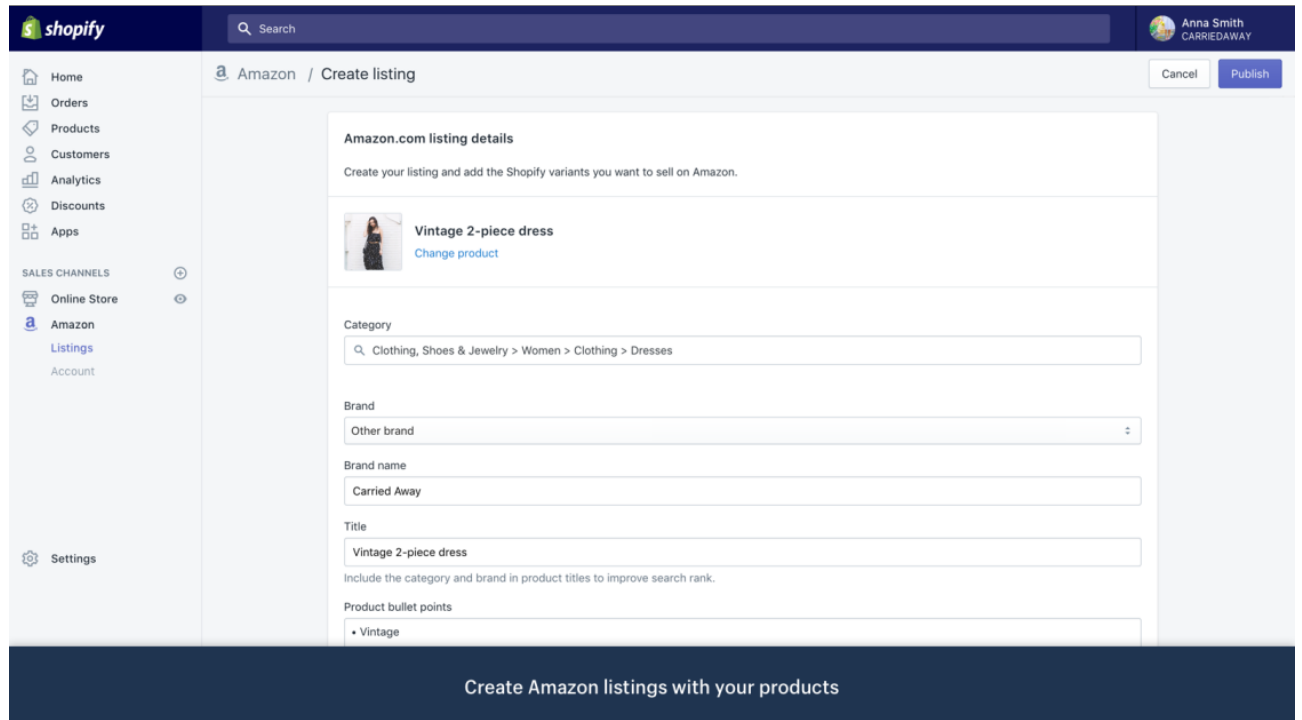 shopify
Search
Anna Smith
CARRIEDAWAY
Home
Orders
Products
Customers
Analytics
Discounts
Apps
SALES CHANNELS
Online Store
Amazon
Listings
Account
Settings
a Amazon / Create listing
Cancel
Publish
Amazon.com listing details
Create your listing and add the Shopify variants you want to sell on Amazon.
Vintage 2-piece dress
Change product
Category
Clothing, Shoes & Jewelry > Women > Clothing > Dresses
Brand
Other brand
Brand name
Carried Away
Title
Vintage 2-piece dress
Include the category and brand in product titles to improve search rank.
Product bullet points
• Vintage
Create Amazon listings with your products